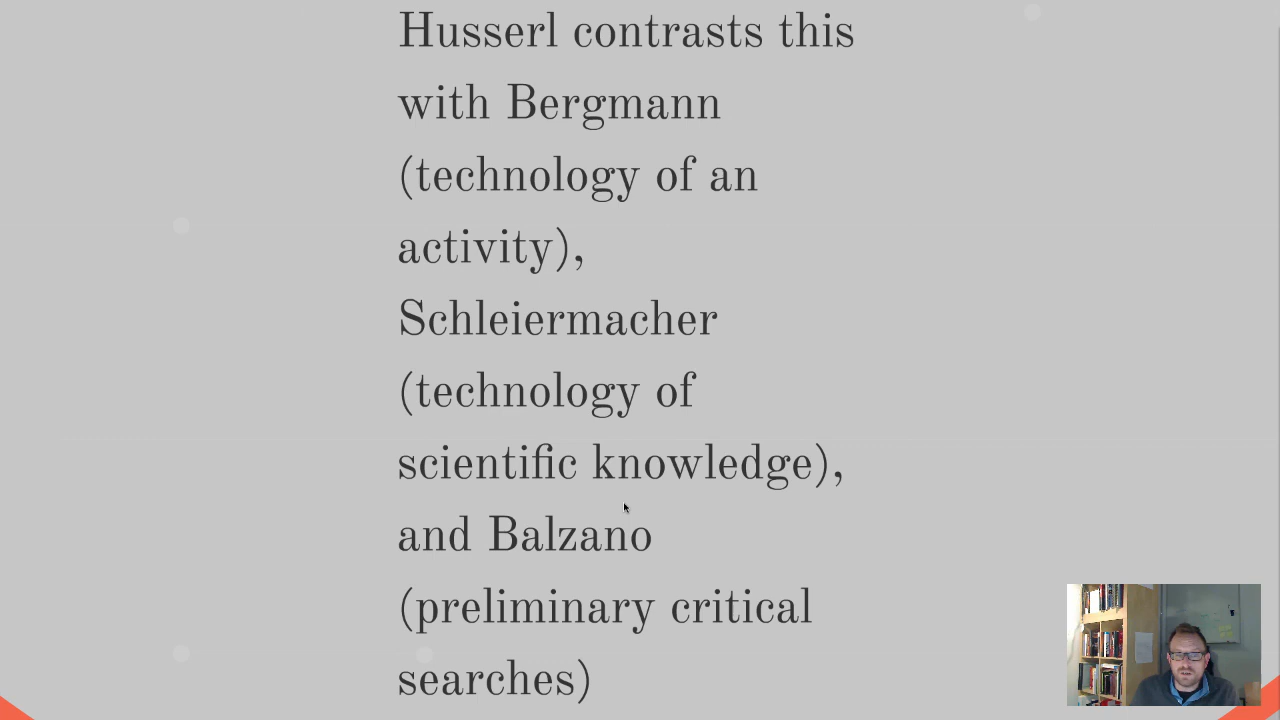 Husserl contrasts this
with Bergmann
(technology of an
activity),
Schleiermacher
(technology of
scientific knowledge),
and Balzano
(preliminary critical
searches)